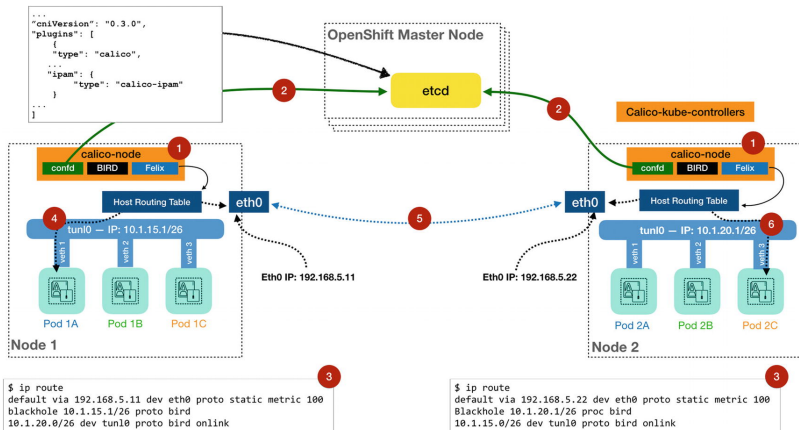 ...
"cniVersion": "0.3.0",
"plugins": [
{
"type": "calico",
...
"ipam": {
"type": "calico-ipam"
}
...
]
OpenShift Master Node
etcd
2
2
Calico-kube-controllers
1
calico-node
confd
BIRD
Felix
Host Routing Table
eth0
4
tunl0 — IP: 10.1.15.1/26
veth 1
veth 2
veth 3
Pod 1A
Pod 1B
Pod 1C
Node 1
5
Eth0 IP: 192.168.5.11
Eth0 IP: 192.168.5.22
1
calico-node
confd
BIRD
Felix
eth0
Host Routing Table
6
tunl0 — IP: 10.1.20.1/26
veth 1
veth 2
veth 3
Pod 2A
Pod 2B
Pod 2C
Node 2
3
$ ip route
default via 192.168.5.11 dev eth0 proto static metric 100
blackhole 10.1.15.1/26 proto bird
10.1.20.0/26 dev tunl0 proto bird onlink
3
$ ip route
default via 192.168.5.22 dev eth0 proto static metric 100
Blackhole 10.1.20.1/26 proc bird
10.1.15.0/26 dev tunl0 proto bird onlink